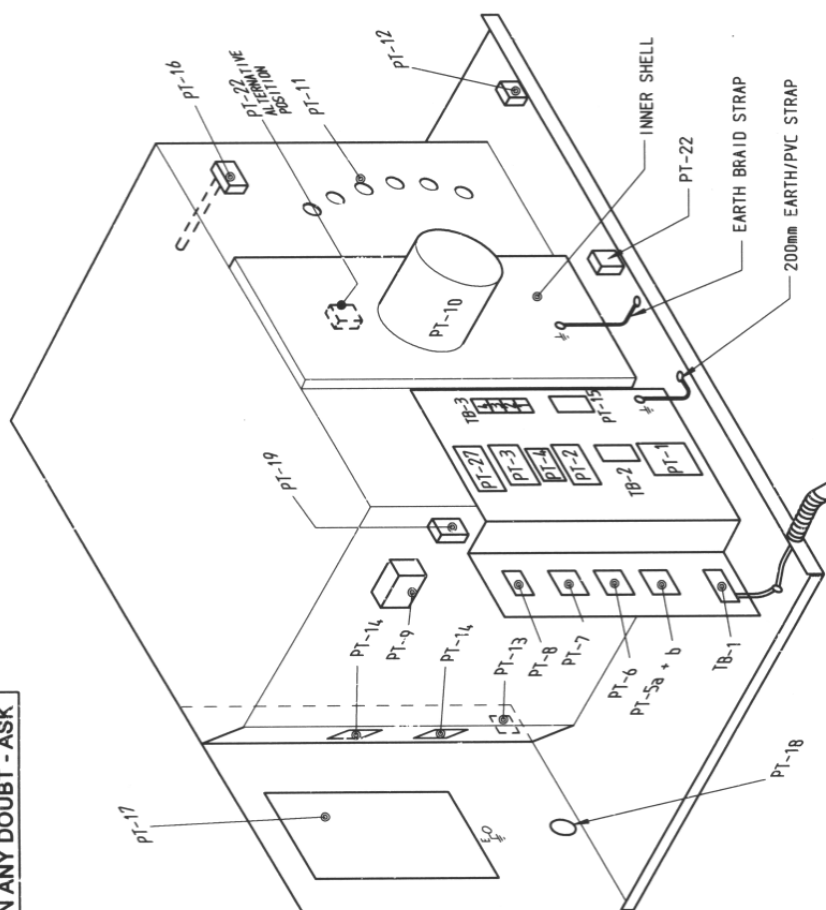 N ANY DOUBT - ASK
PT-16
PT-22
ALTERNATIVE
POSITION
PT-11
PT-12
INNER SHELL
PT-22
EARTH BRAID STRAP
200mm EARTH/PVC STRAP
PT-10
PT-19
TB-3
4321
PT-15
PT-27
PT-3
PT-4
PT-2
TB-2
PT-1
PT-14
PT-9
PT-14
PT-13
PT-8
PT-7
PT-6
PT-5a + b
TB-1
PT-17
PT-18